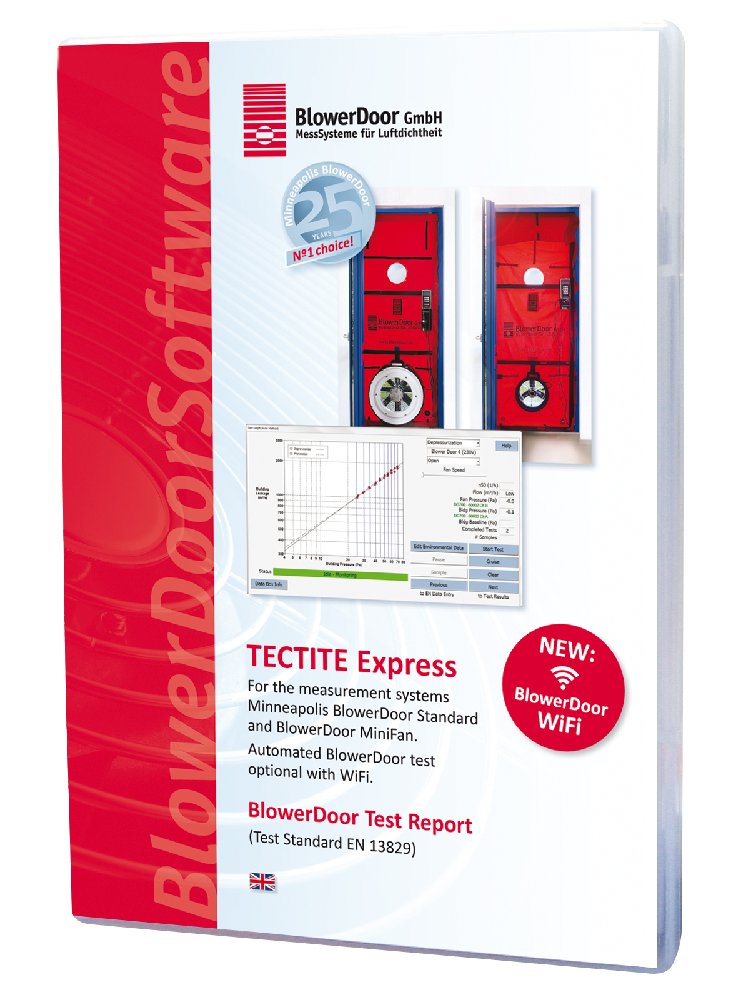 BlowerDoorSoftware
BlowerDoor GmbH
MessSysteme für Luftdichtheit
Minneapolis BlowerDoor
25
YEARS
Nº1 choice!
BlowerDoor
BlowerDoor
Test Graph (Auto Method)
3000
2000
1000
900
800
700
600
500
400
300
Depressurize
Pressurize
Building
Leakage
(m³/h)
4 5 6 7 8 9 10 20 30 40 50 60 70 80
Building Pressure (Pa)
Status
Idle - Monitoring
Data Box Info
Depressurization
Help
Blower Door 4 (230V)
Open
Fan Speed
n50 (1/h)
Flow (m³/h) Low
Fan Pressure (Pa) -0.0
DG700 - 60002 Ch B
Bldg Pressure (Pa) -0.1
DG700 - 60002 Ch A
Bldg Baseline (Pa)
Completed Tests 2
# Samples
Edit Environmental Data Start Test
Pause Cruise
Sample Clear
Previous Next
to EN Data Entry to Test Results
TECTITE Express
For the measurement systems
Minneapolis BlowerDoor Standard
and BlowerDoor MiniFan.
Automated BlowerDoor test
optional with WiFi.
NEW:
BlowerDoor
WiFi
BlowerDoor Test Report
(Test Standard EN 13829)